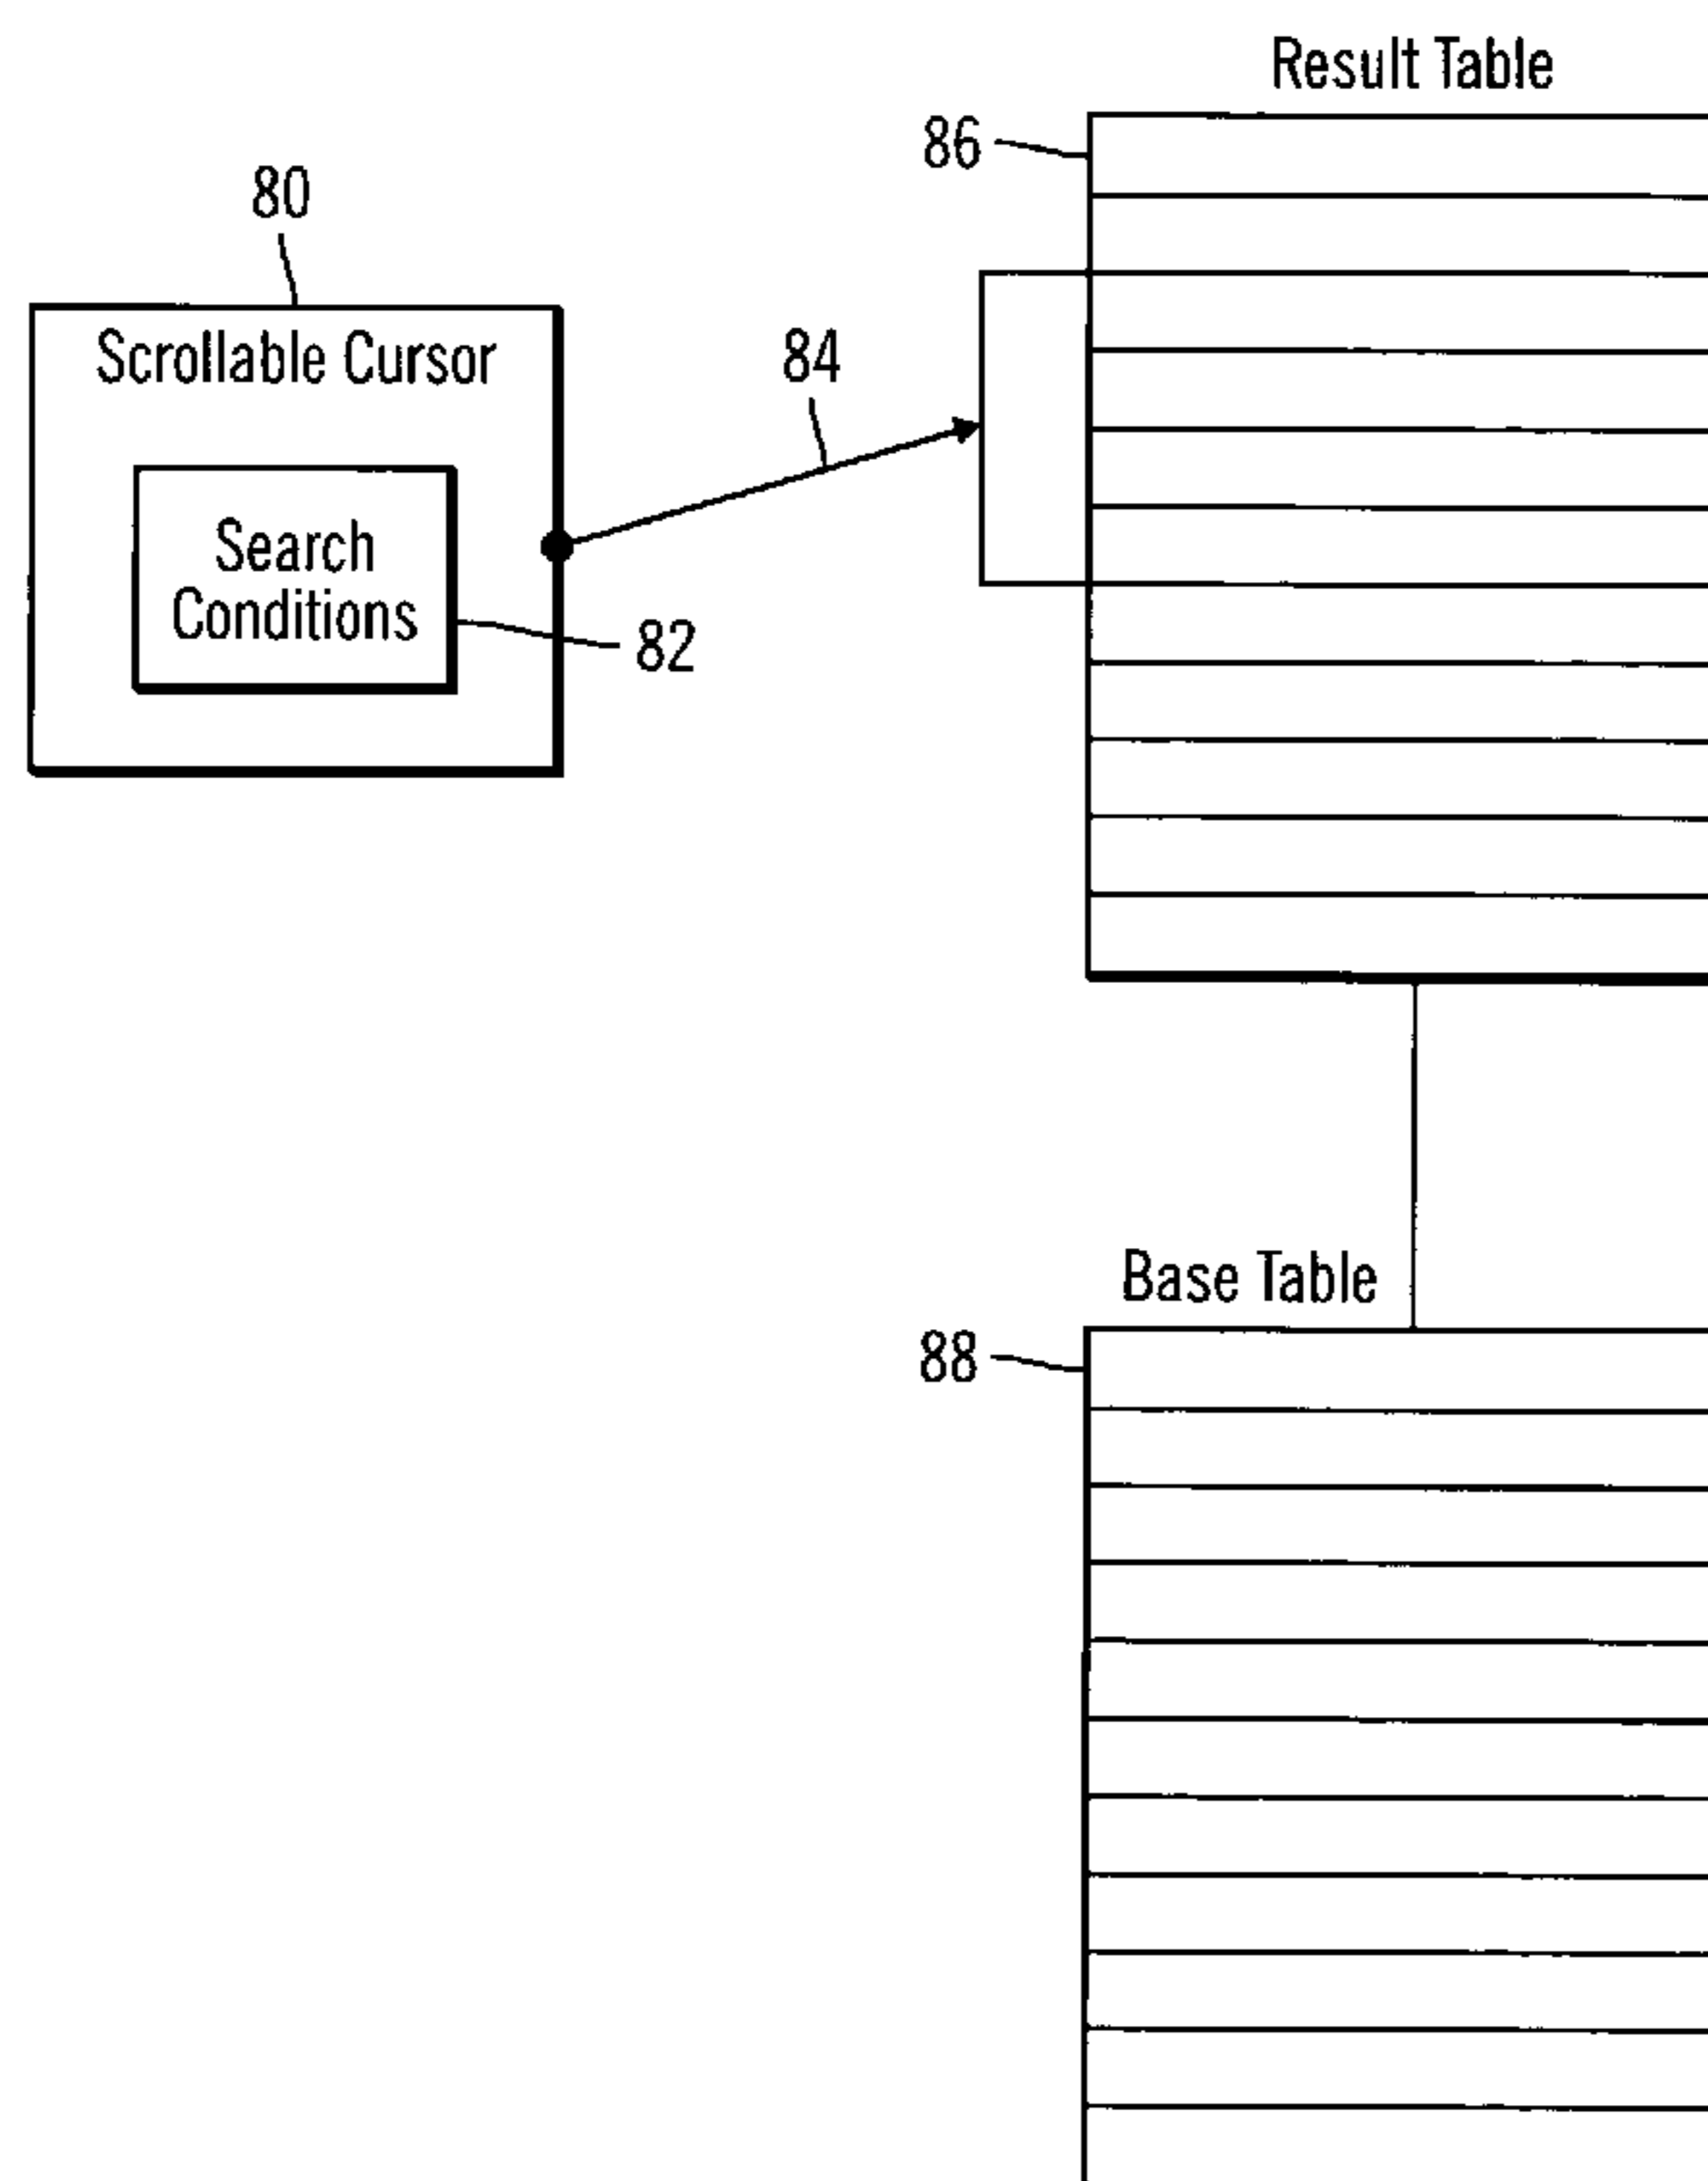 Result Table
86
80
Scrollable Cursor
84
Search
Conditions
82
Base Table
88